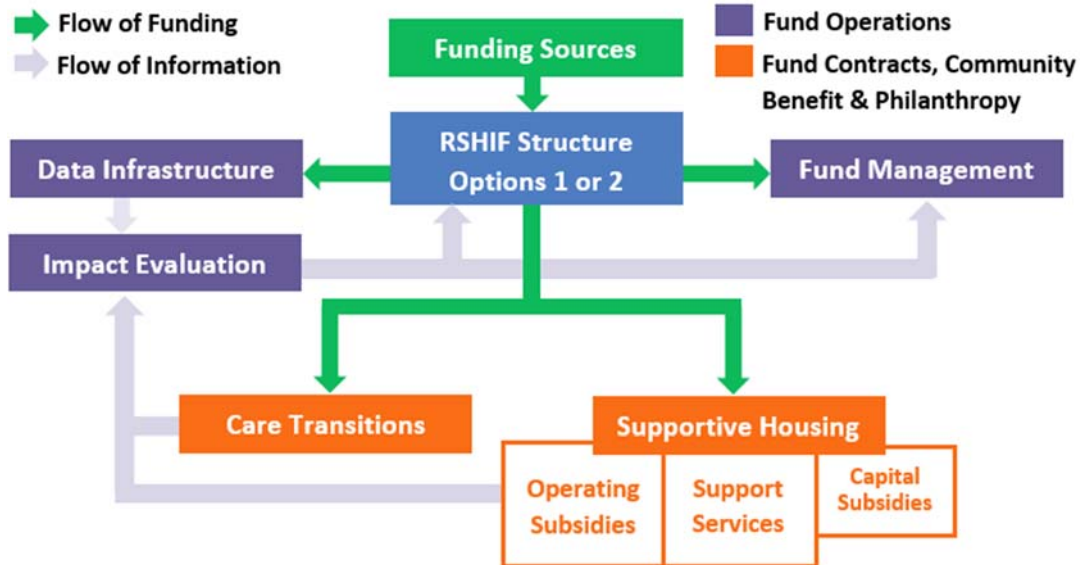 Flow of Funding
Flow of Information
Funding Sources
Fund Operations
Fund Contracts, Community
Benefit & Philanthropy
Data Infrastructure
RSHIF Structure
Options 1 or 2
Fund Management
Impact Evaluation
Care Transitions
Supportive Housing
Operating
Subsidies
Support
Services
Capital
Subsidies